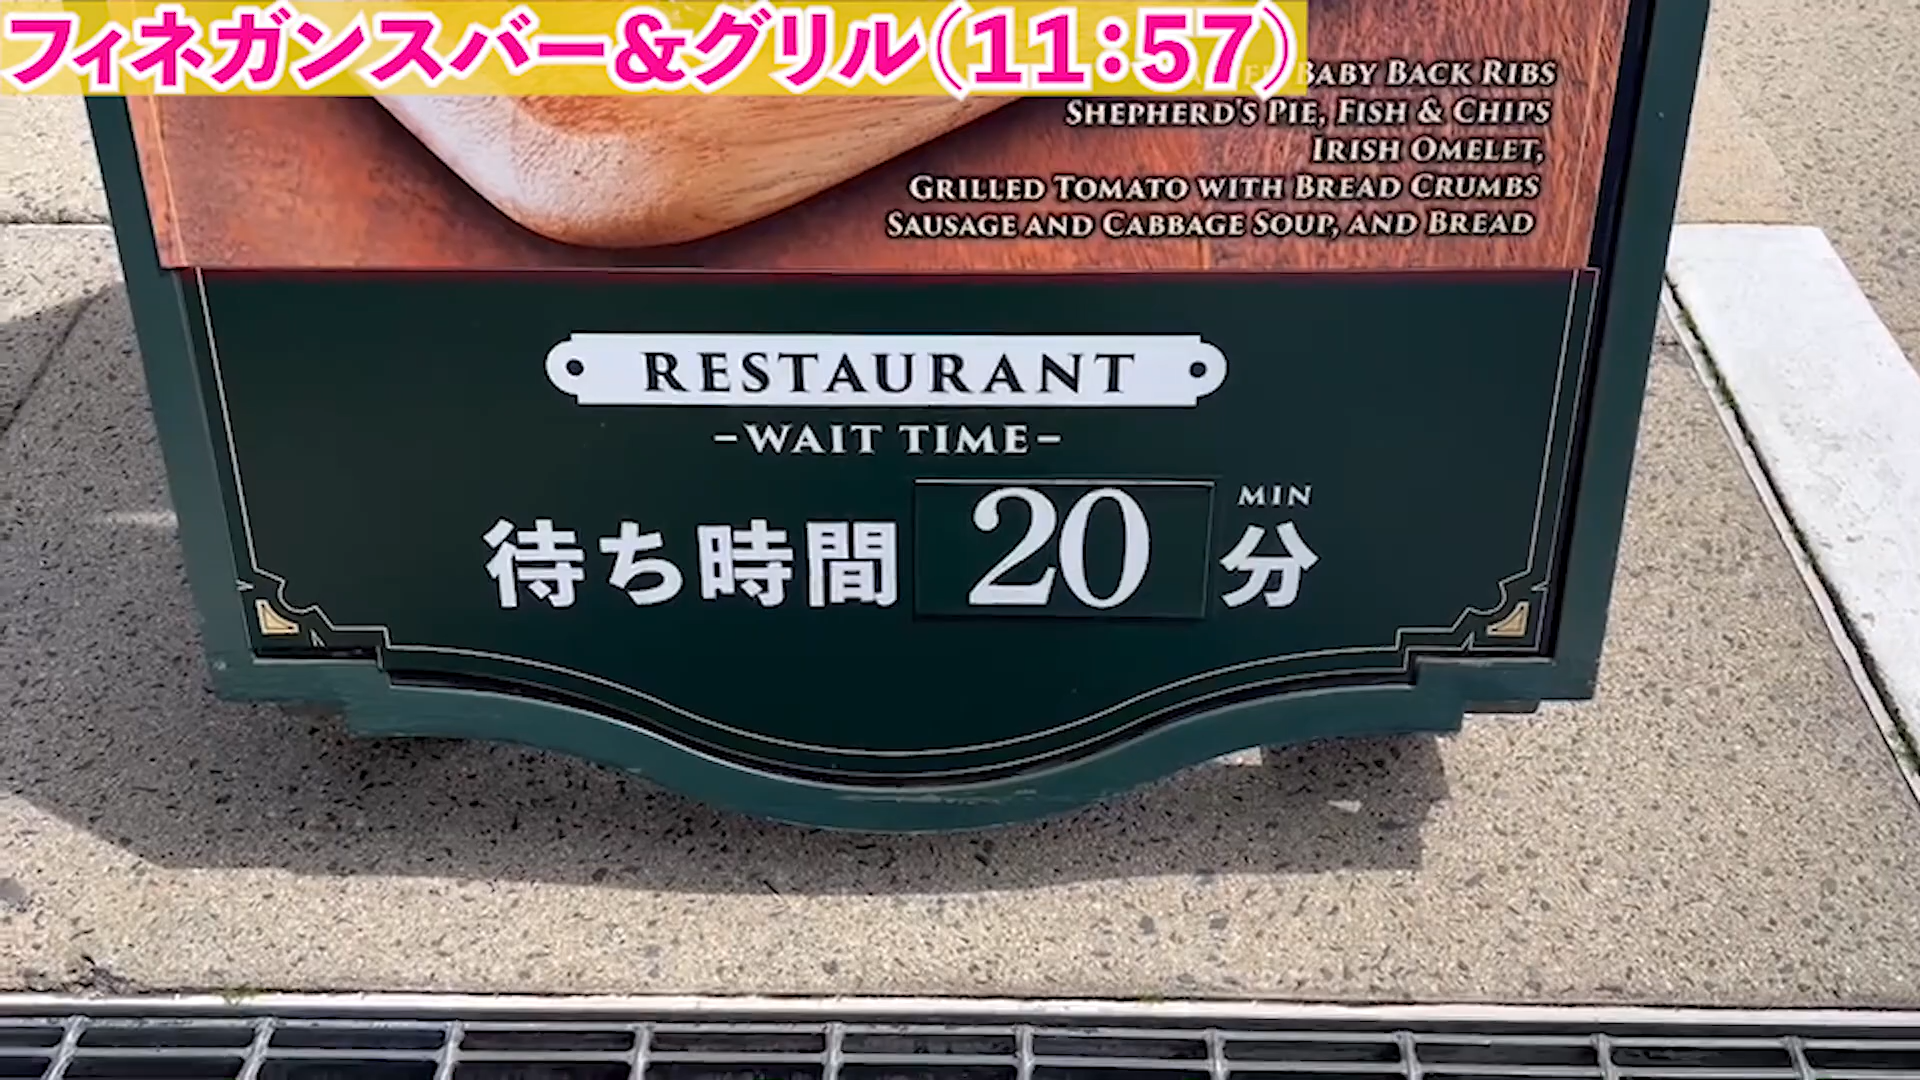 フィネガンスバー&グリル(11:57)
BABY BACK RIBS
SHEPHERD'S PIE, FISH & CHIPS
IRISH OMELET,
GRILLED TOMATO WITH BREAD CRUMBS
SAUSAGE AND CABBAGE SOUP, AND BREAD
RESTAURANT
-WAIT TIME-
待ち時間 20 分 MIN